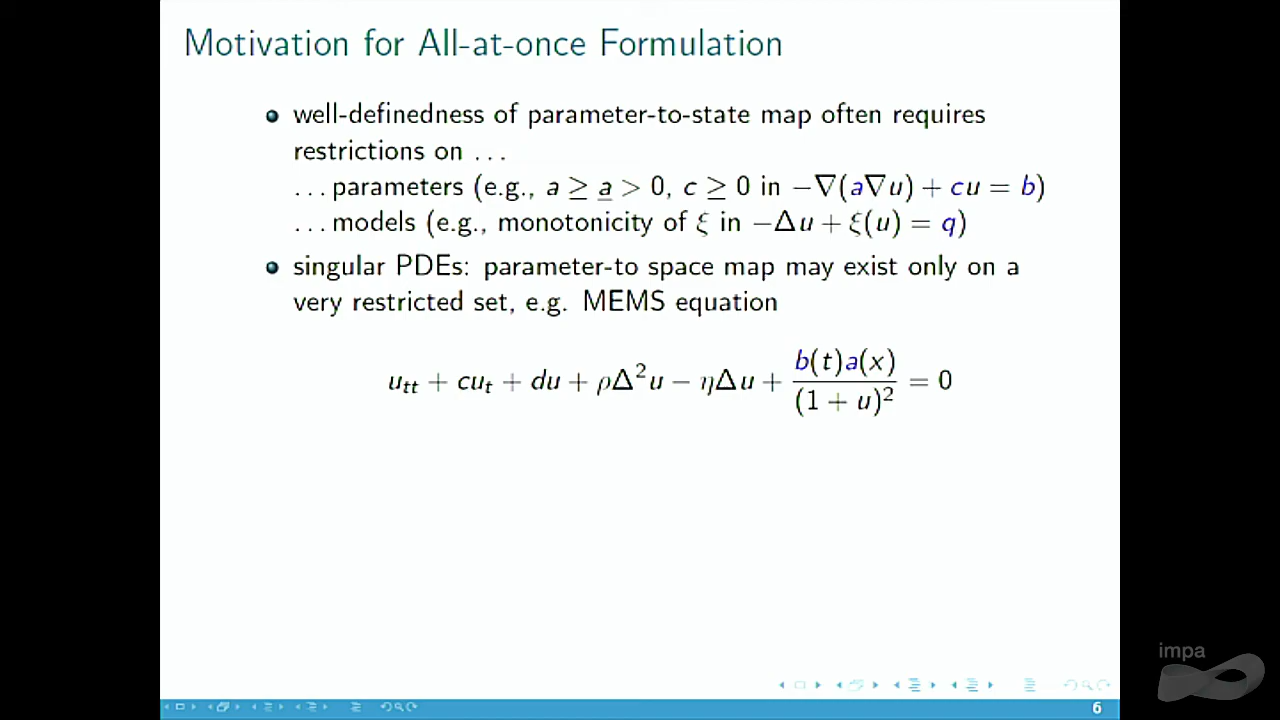 Motivation for All-at-once Formulation
well-definedness of parameter-to-state map often requires
restrictions on ...
... parameters (e.g., a ≥ a̲ > 0, c ≥ 0 in −∇(a∇u) + cu = b)
... models (e.g., monotonicity of ξ in −Δu + ξ(u) = q)
singular PDEs: parameter-to space map may exist only on a
very restricted set, e.g. MEMS equation
u_tt + cu_t + du + ρΔ²u − ηΔu + b(t)a(x)/(1 + u)² = 0
impa
6